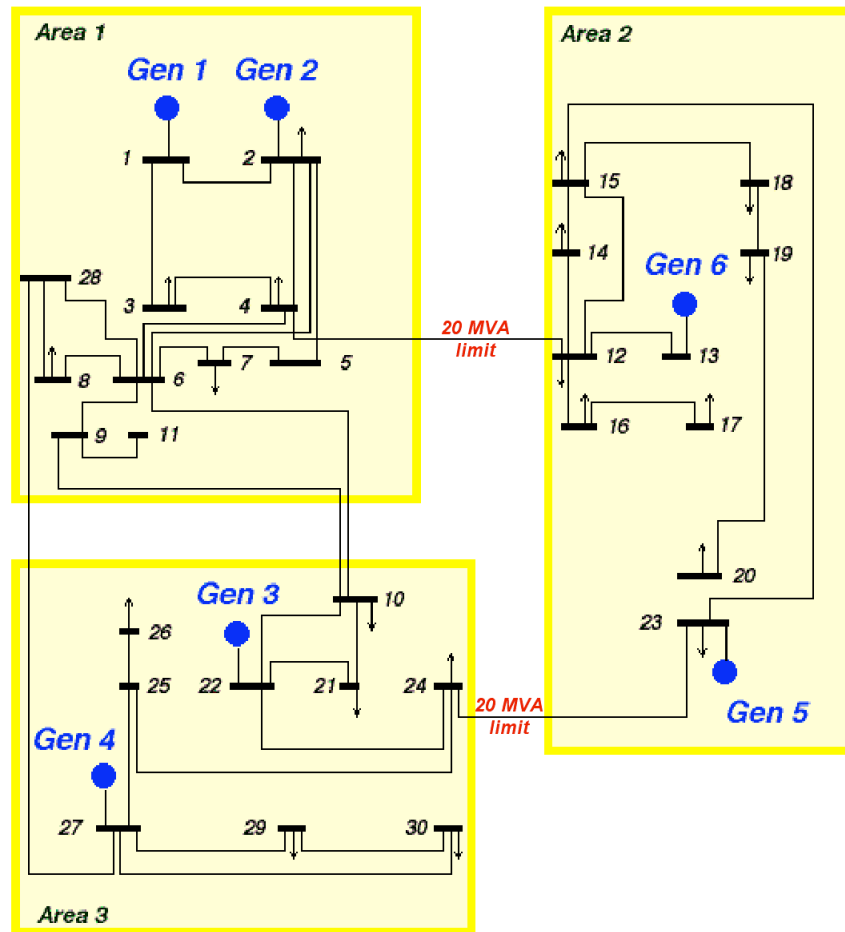 Area 1
Gen 1 Gen 2
1 2
28
3 4
8 6 7 5
9 11
Area 2
15 18
14 19
Gen 6
12 13
16 17
20
23
Gen 5
20 MVA
limit
20 MVA
limit
10
Gen 3
26
25 22 21 24
Gen 4
27 29 30
Area 3